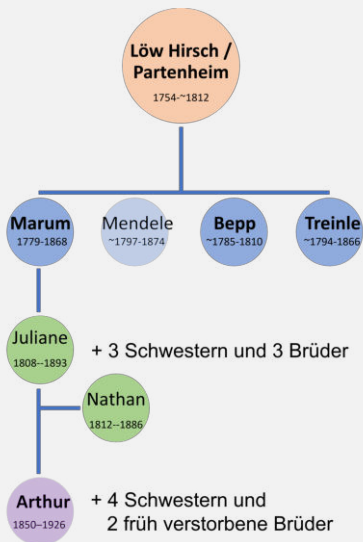 Löw Hirsch /
Partenheim
1754-~1812
Marum
1779-1868
Mendele
~1797-1874
Bepp
~1785-1810
Treinle
~1794-1866
Juliane
1808--1893
+ 3 Schwestern und 3 Brüder
Nathan
1812--1886
Arthur
1850–1926
+ 4 Schwestern und
2 früh verstorbene Brüder